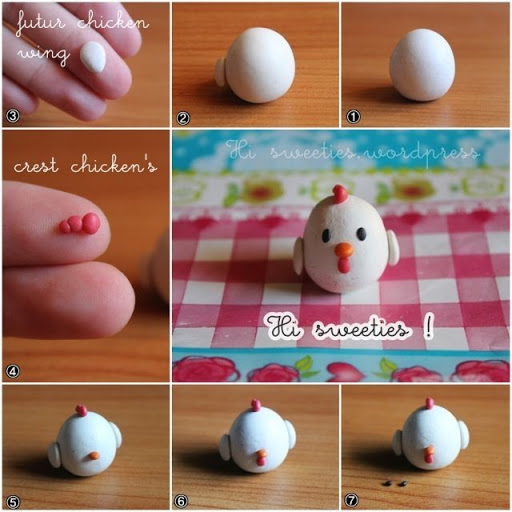 futur chicken
wing
③
②
①
crest chicken's
④
Hi sweeties.wordpress
Hi sweeties !
⑤
⑥
⑦